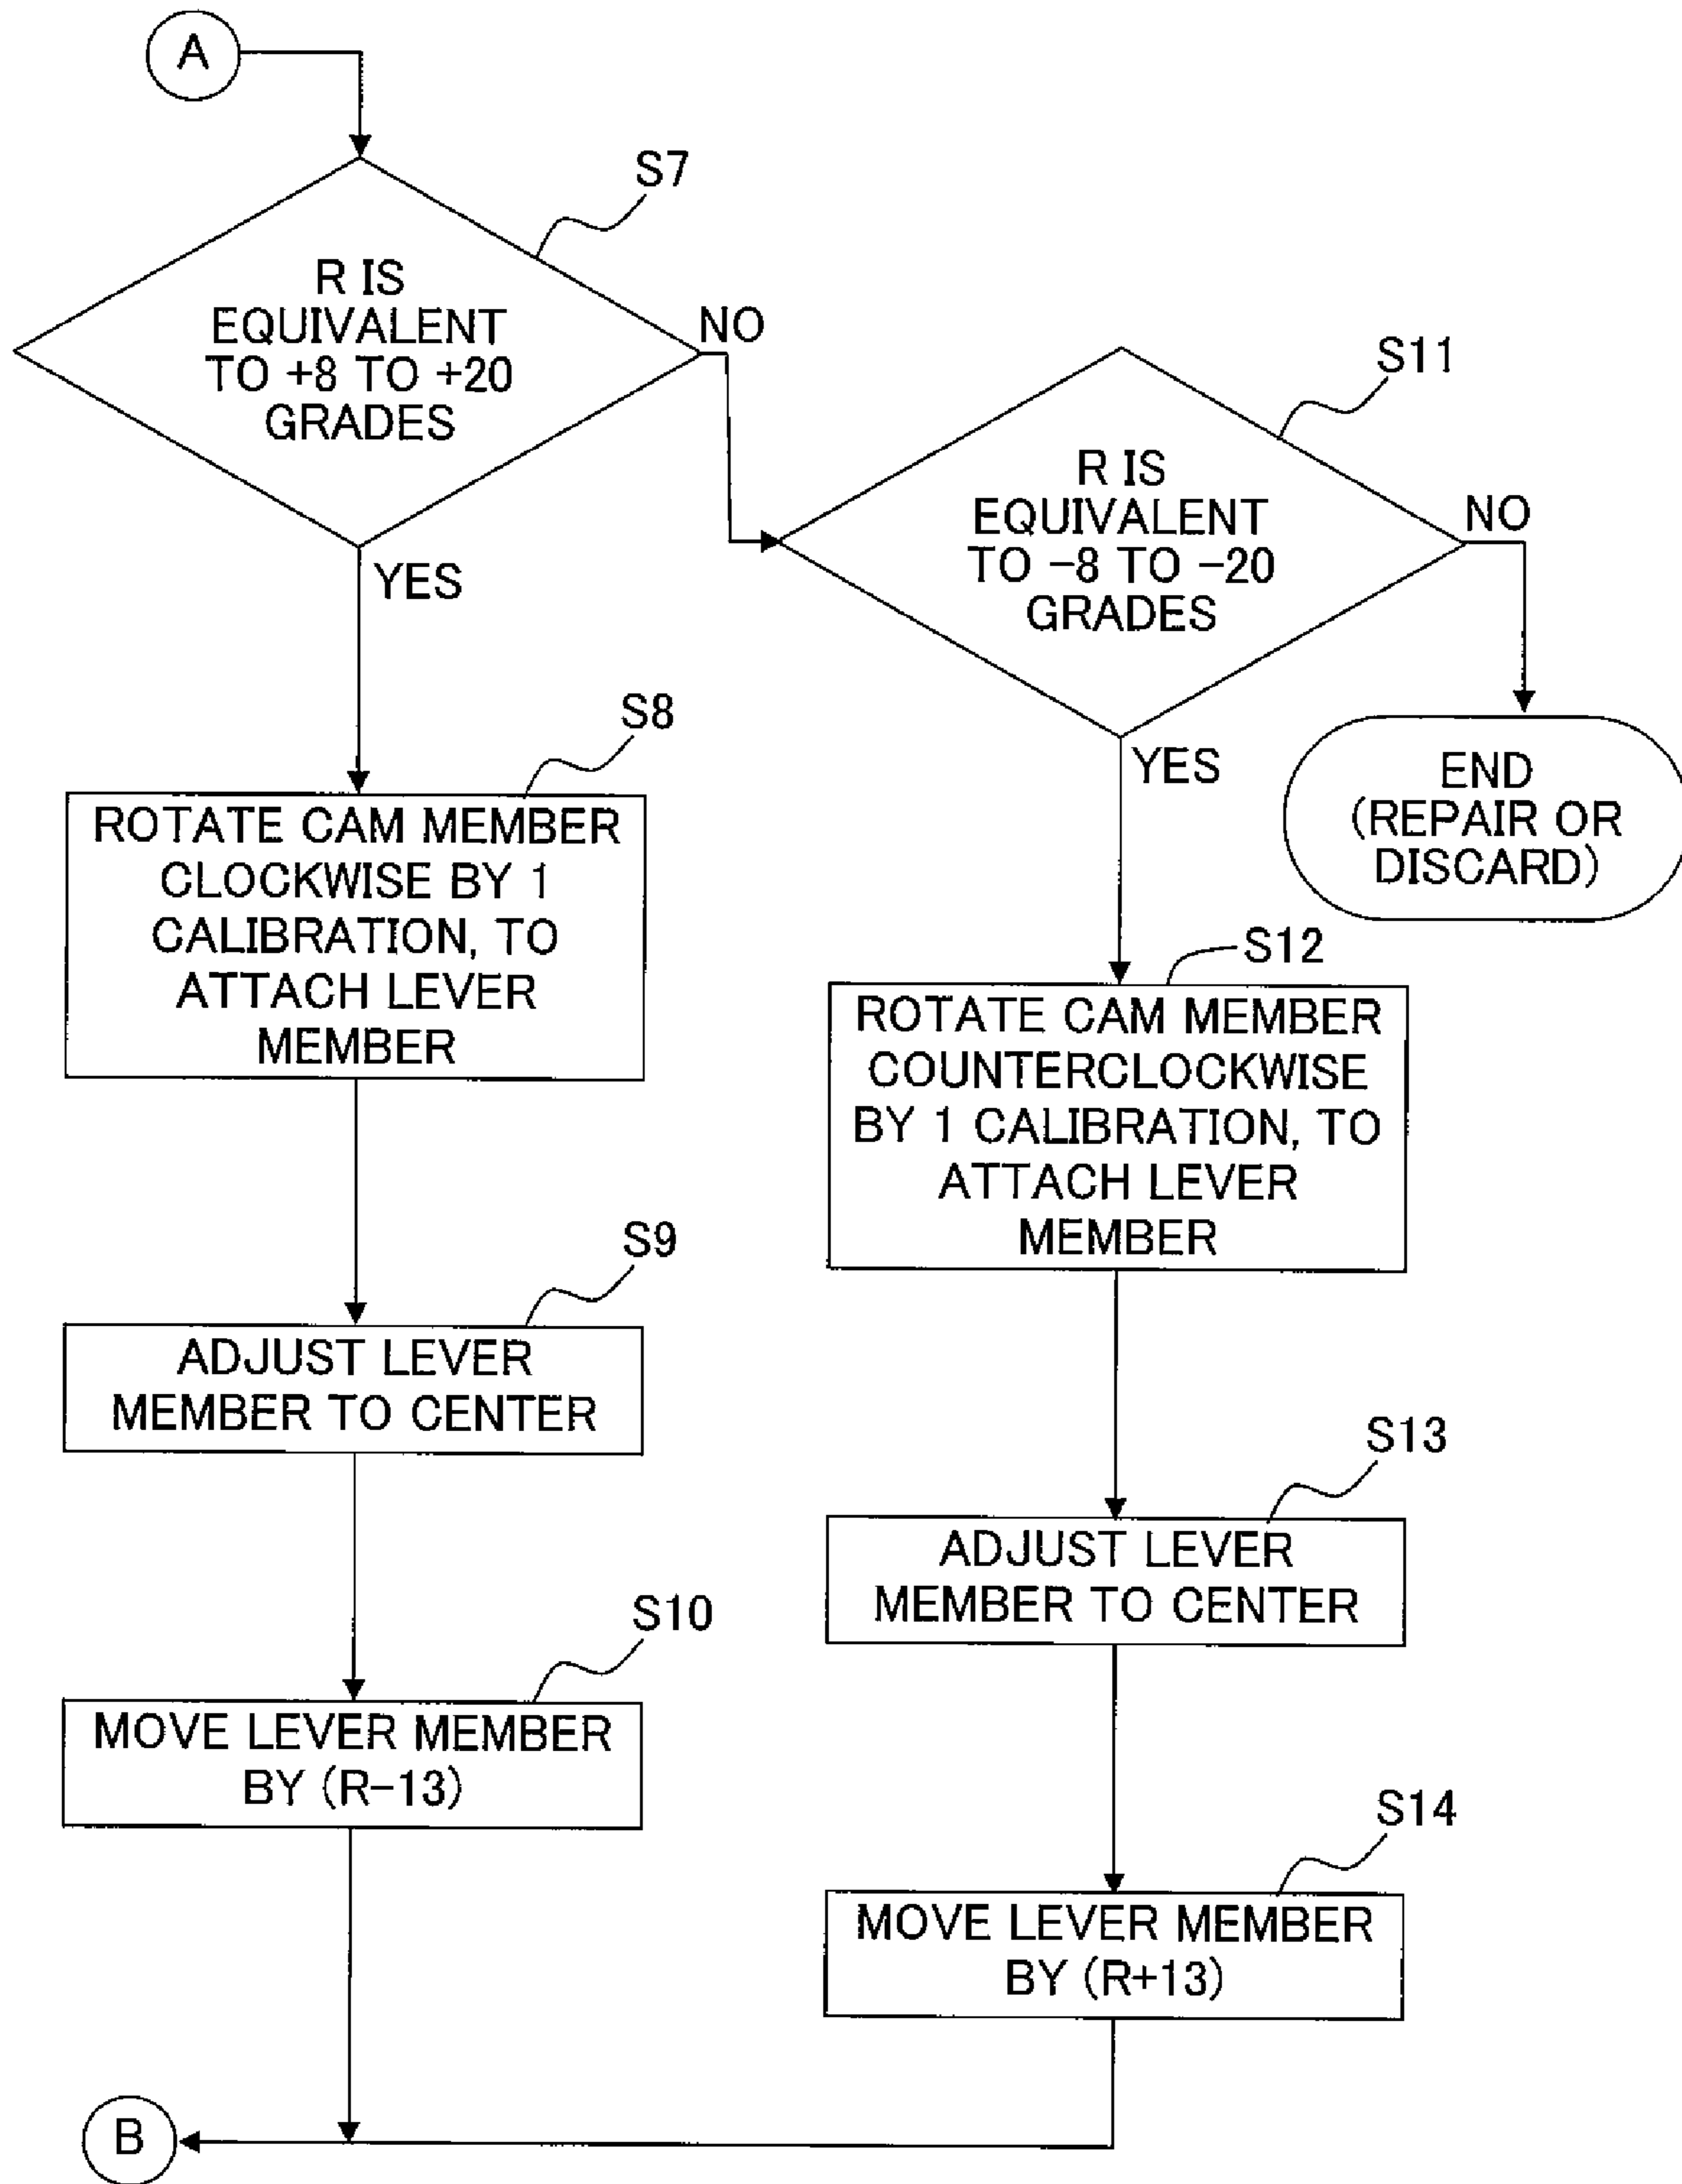 A
S7
R IS
EQUIVALENT
TO +8 TO +20
GRADES
NO
YES
S11
R IS
EQUIVALENT
TO −8 TO −20
GRADES
NO
YES
END
(REPAIR OR
DISCARD)
S8
ROTATE CAM MEMBER
CLOCKWISE BY 1
CALIBRATION, TO
ATTACH LEVER
MEMBER
S12
ROTATE CAM MEMBER
COUNTERCLOCKWISE
BY 1 CALIBRATION, TO
ATTACH LEVER
MEMBER
S9
ADJUST LEVER
MEMBER TO CENTER
S13
ADJUST LEVER
MEMBER TO CENTER
S10
MOVE LEVER MEMBER
BY (R−13)
S14
MOVE LEVER MEMBER
BY (R+13)
B